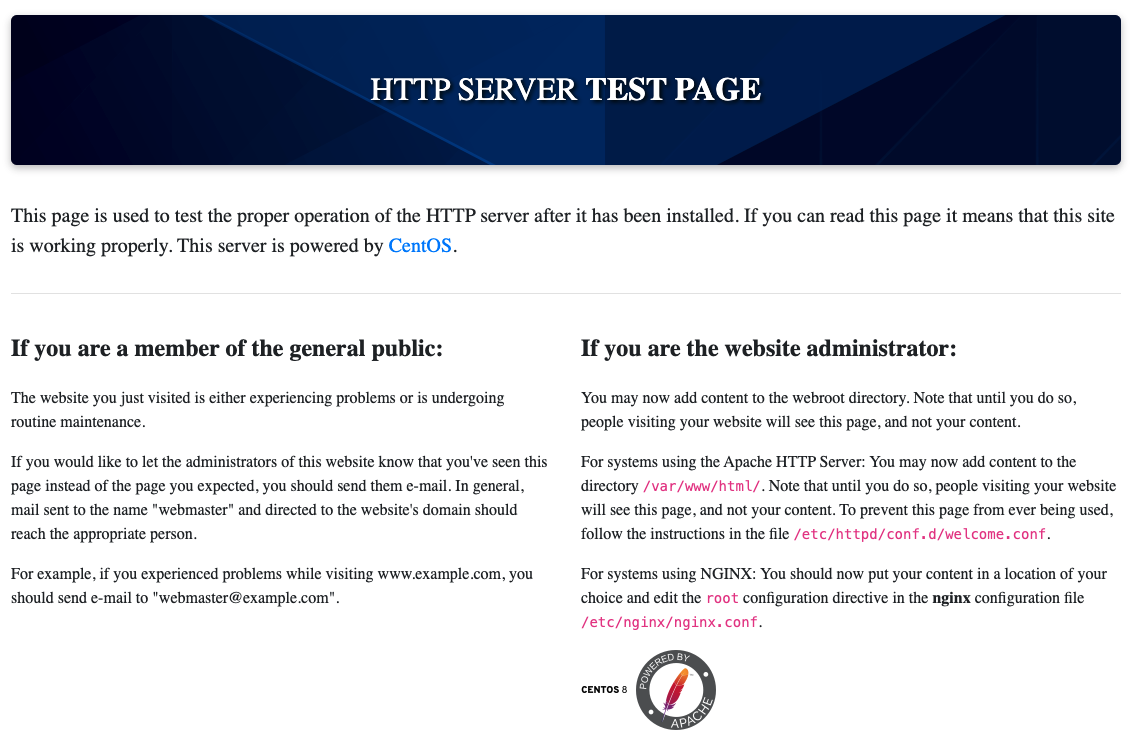 HTTP SERVER TEST PAGE
This page is used to test the proper operation of the HTTP server after it has been installed. If you can read this page it means that this site
is working properly. This server is powered by CentOS.
If you are a member of the general public:
The website you just visited is either experiencing problems or is undergoing
routine maintenance.
If you would like to let the administrators of this website know that you've seen this
page instead of the page you expected, you should send them e-mail. In general,
mail sent to the name "webmaster" and directed to the website's domain should
reach the appropriate person.
For example, if you experienced problems while visiting www.example.com, you
should send e-mail to "webmaster@example.com".
If you are the website administrator:
You may now add content to the webroot directory. Note that until you do so,
people visiting your website will see this page, and not your content.
For systems using the Apache HTTP Server: You may now add content to the
directory /var/www/html/. Note that until you do so, people visiting your website
will see this page, and not your content. To prevent this page from ever being used,
follow the instructions in the file /etc/httpd/conf.d/welcome.conf.
For systems using NGINX: You should now put your content in a location of your
choice and edit the root configuration directive in the nginx configuration file
/etc/nginx/nginx.conf.
CENTOS 8
POWERED BY
APACHE